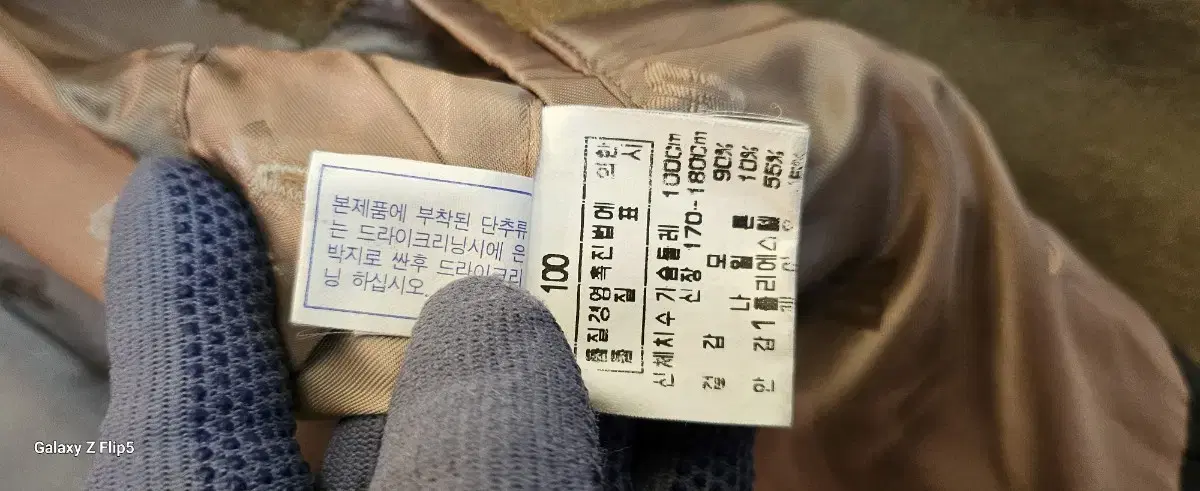 본제품에 부착된 단추류
는 드라이크리닝시에 은
박지로 싼후 드라이크리
닝 하십시오.
100
품질경영촉진법에 의한
품 질 표 시
신체치수 가슴둘레 100Cm
신장 170~180Cm
겉 감 모 90%
나일론 10%
안 감1 폴리에스텔 55%
Galaxy Z Flip5